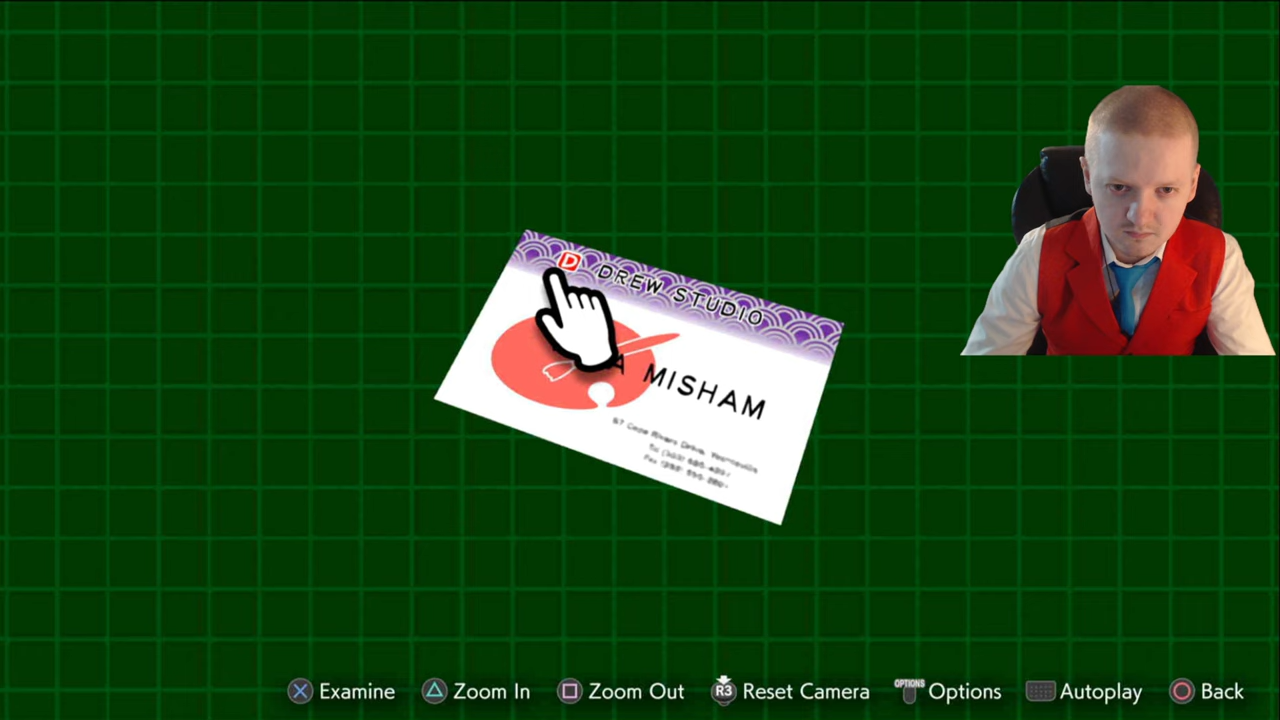 D DREW STUDIO
MISHAM
R3
OPTIONS
Examine Zoom In Zoom Out Reset Camera Options Autoplay Back